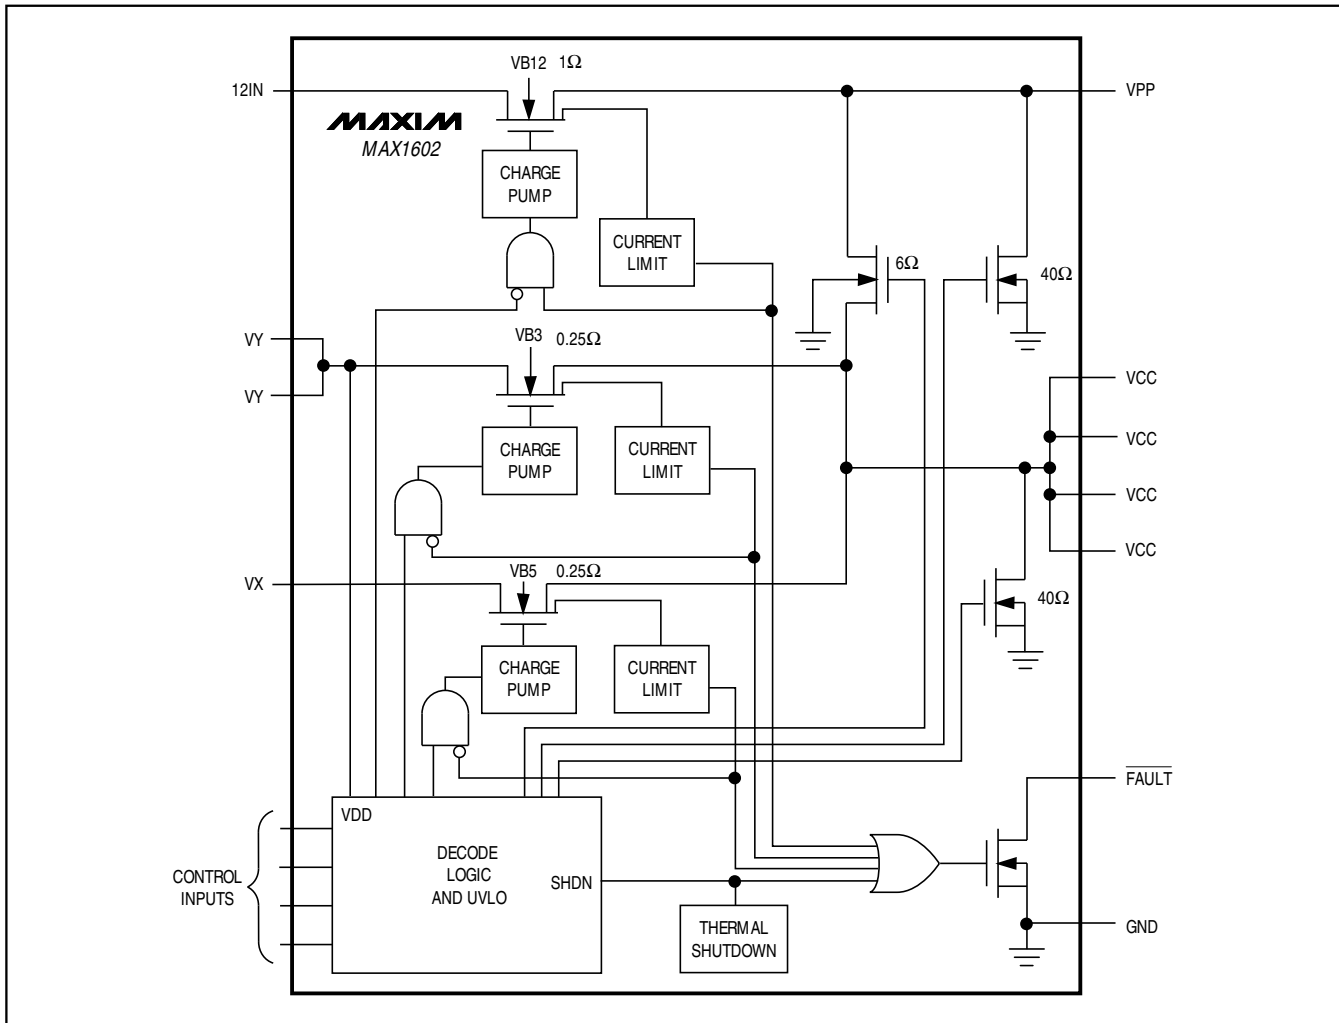 VB12 1Ω
12IN
VPP
MAXIM
MAX1602
CHARGE
PUMP
CURRENT
LIMIT
6Ω
40Ω
VY
VB3 0.25Ω
VY
VCC
VCC
VCC
VCC
CHARGE
PUMP
CURRENT
LIMIT
VX
VB5 0.25Ω
40Ω
CHARGE
PUMP
CURRENT
LIMIT
FAULT
VDD
DECODE
LOGIC
AND UVLO
SHDN
CONTROL
INPUTS
THERMAL
SHUTDOWN
GND